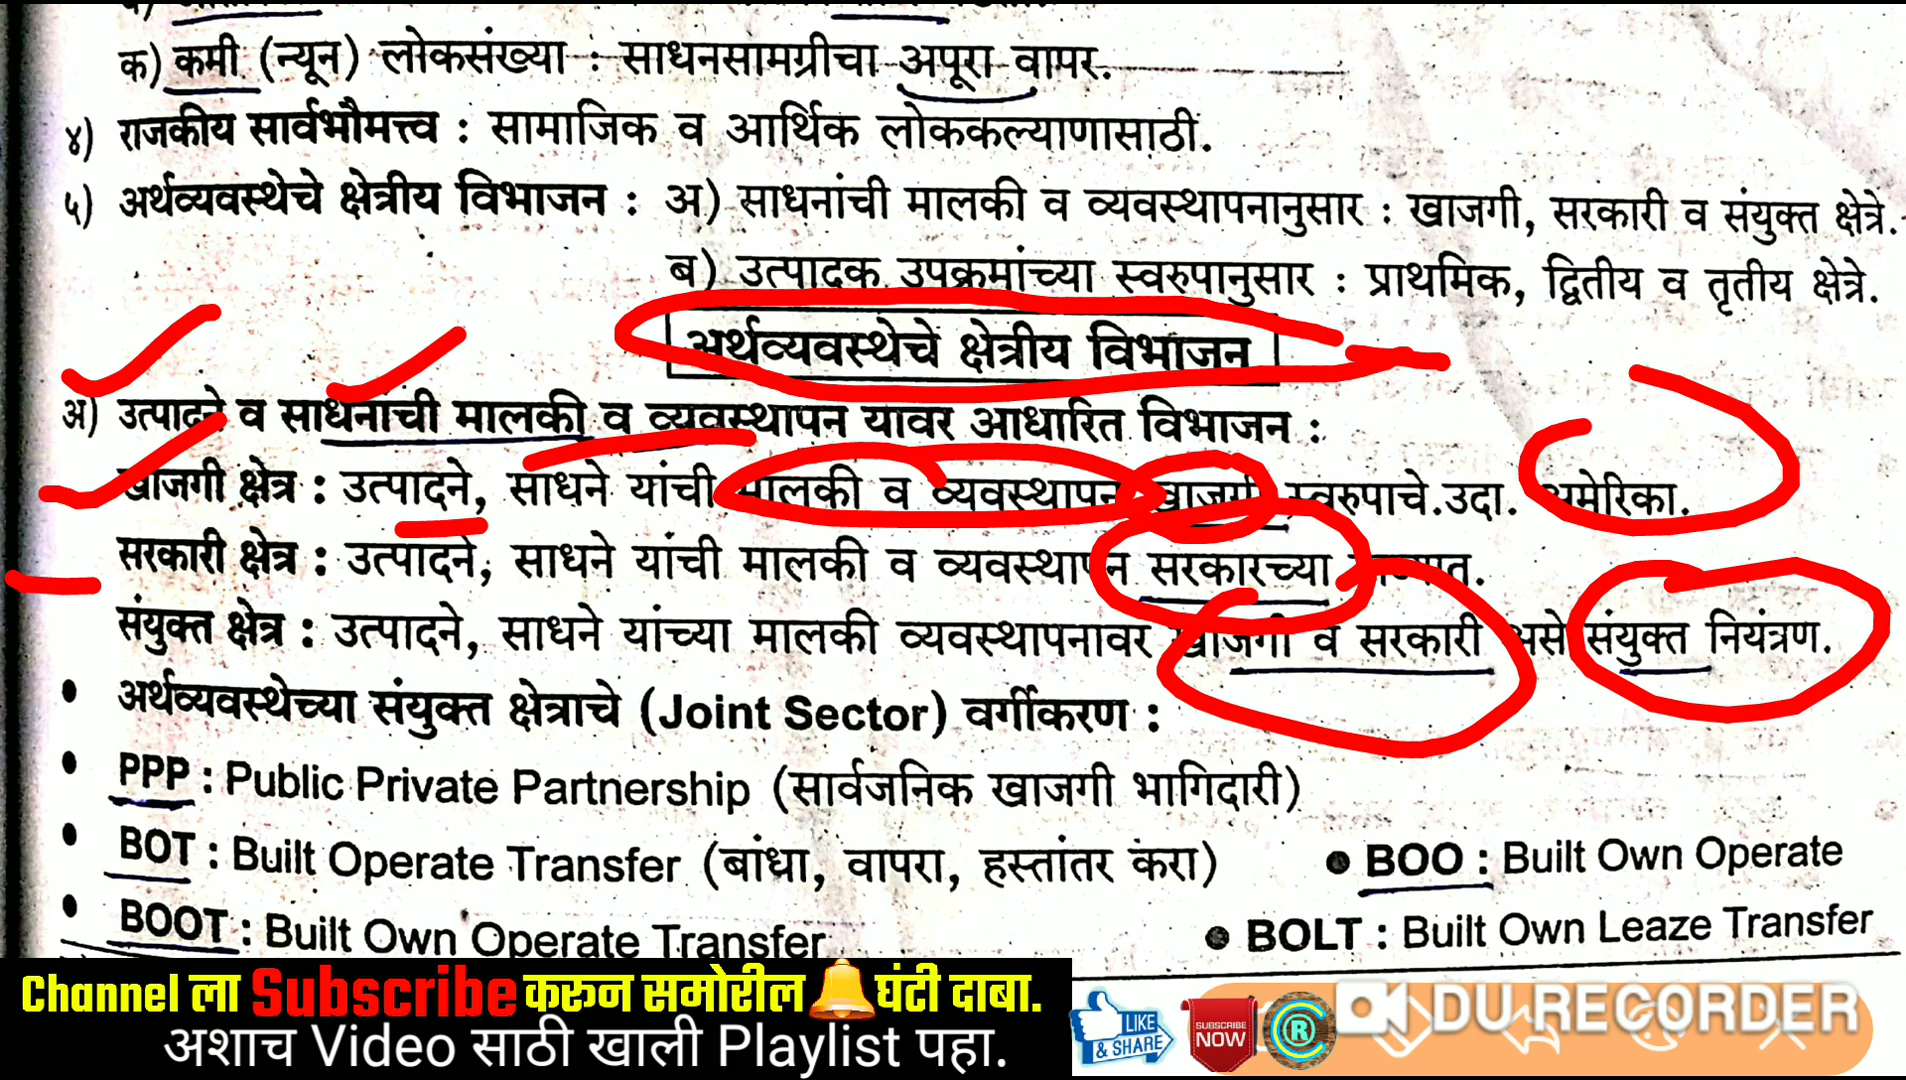 क) कमी (न्यून) लोकसंख्या : साधनसामग्रीचा अपूरा वापर.
४) राजकीय सार्वभौमत्त्व : सामाजिक व आर्थिक लोककल्याणासाठी.
५) अर्थव्यवस्थेचे क्षेत्रीय विभाजन : अ) साधनांची मालकी व व्यवस्थापनानुसार : खाजगी, सरकारी व संयुक्त क्षेत्रे.
ब) उत्पादक उपक्रमांच्या स्वरुपानुसार : प्राथमिक, द्वितीय व तृतीय क्षेत्रे.
अर्थव्यवस्थेचे क्षेत्रीय विभाजन
अ) उत्पादने व साधनांची मालकी व व्यवस्थापन यावर आधारित विभाजन :
खाजगी क्षेत्र : उत्पादने, साधने यांची मालकी व व्यवस्थापन खाजगी स्वरुपाचे.उदा. अमेरिका.
सरकारी क्षेत्र : उत्पादने, साधने यांची मालकी व व्यवस्थापन सरकारच्या
संयुक्त क्षेत्र : उत्पादने, साधने यांच्या मालकी व्यवस्थापनावर खाजगी व सरकारी असे संयुक्त नियंत्रण.
• अर्थव्यवस्थेच्या संयुक्त क्षेत्राचे (Joint Sector) वर्गीकरण :
• PPP : Public Private Partnership (सार्वजनिक खाजगी भागिदारी)
• BOT : Built Operate Transfer (बांधा, वापरा, हस्तांतर करा) • BOO : Built Own Operate
• BOOT : Built Own Operate Transfer • BOLT : Built Own Leaze Transfer
Channel ला Subscribe करून समोरील 🔔 घंटी दाबा.
अशाच Video साठी खाली Playlist पहा.
LIKE & SHARE
SUBSCRIBE NOW
R
DU RECORDER